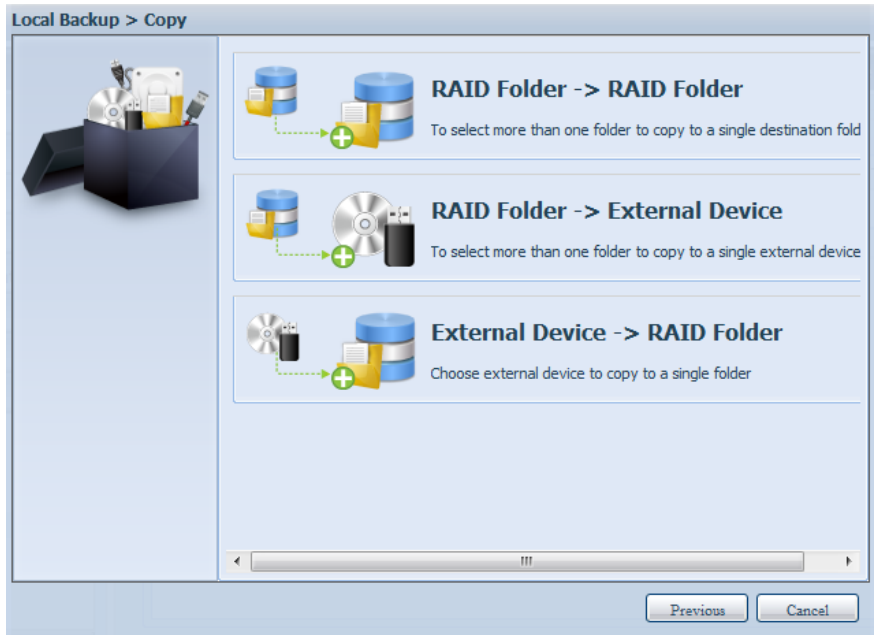 Local Backup > Copy
RAID Folder -> RAID Folder
To select more than one folder to copy to a single destination fold
RAID Folder -> External Device
To select more than one folder to copy to a single external device
External Device -> RAID Folder
Choose external device to copy to a single folder
Previous
Cancel